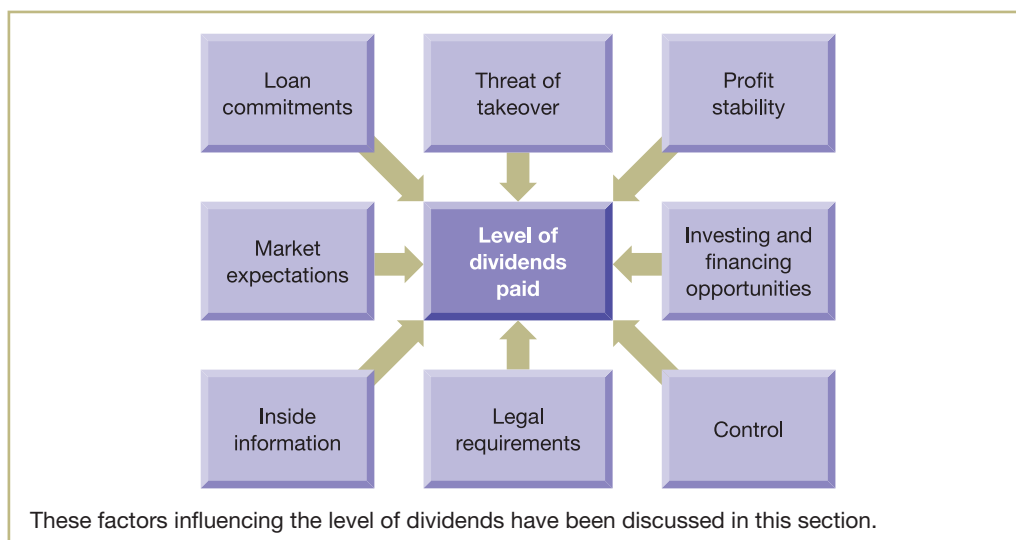 Loan
commitments
Threat of
takeover
Profit
stability
Market
expectations
Level of
dividends
paid
Investing and
financing
opportunities
Inside
information
Legal
requirements
Control
These factors influencing the level of dividends have been discussed in this section.